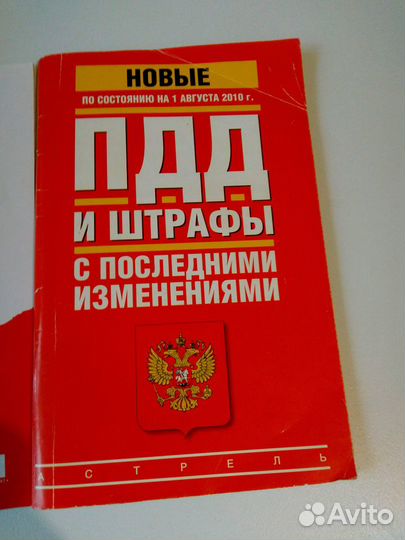 НОВЫЕ
ПО СОСТОЯНИЮ НА 1 АВГУСТА 2010 г.
ПДД
И ШТРАФЫ
С ПОСЛЕДНИМИ
ИЗМЕНЕНИЯМИ
АСТРЕЛЬ
Avito